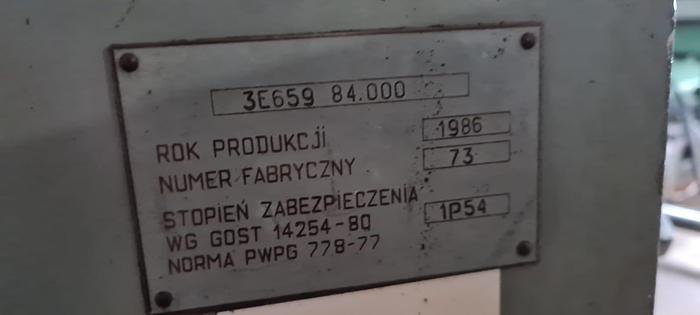 3E659 84.000
ROK PRODUKCJI 1986
NUMER FABRYCZNY 73
STOPIEŃ ZABEZPIECZENIA
WG GOST 14254-80 1P54
NORMA PWPG 778-77